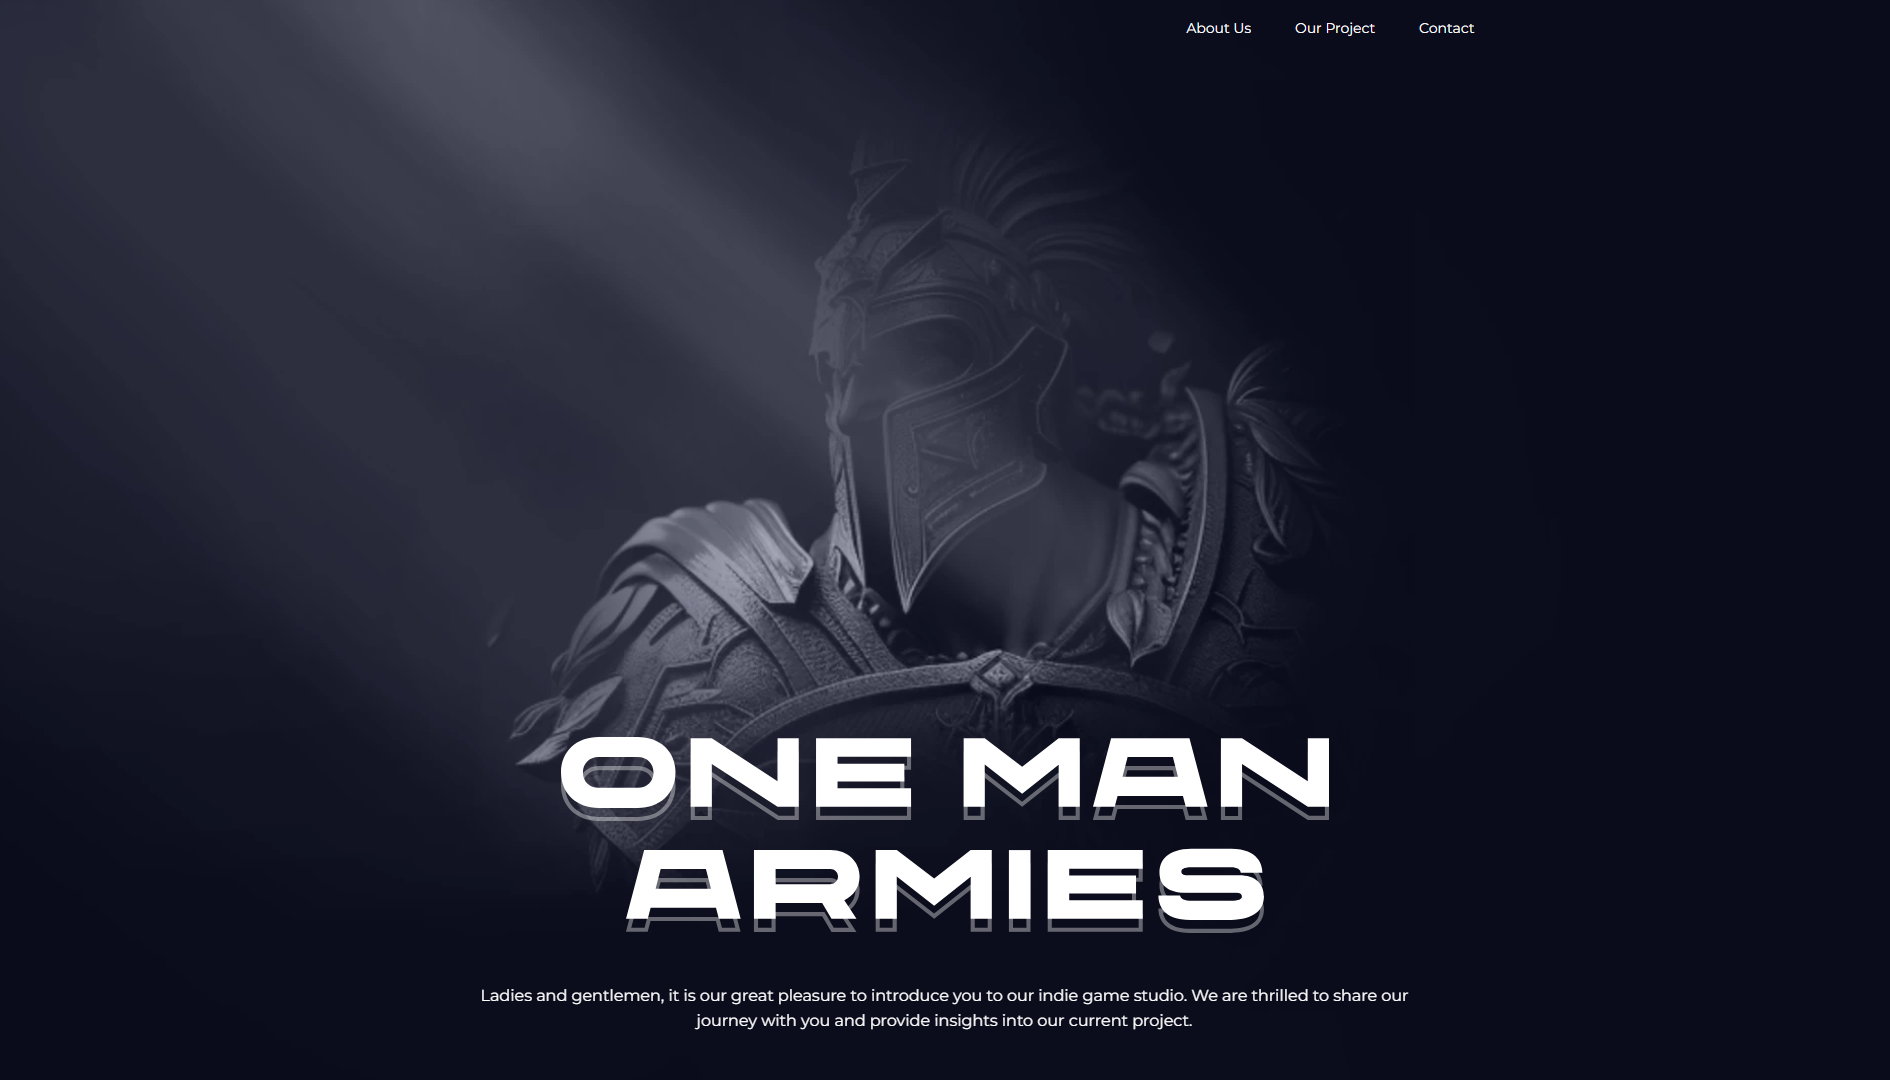 About Us Our Project Contact
ONE MAN
ARMIES
Ladies and gentlemen, it is our great pleasure to introduce you to our indie game studio. We are thrilled to share our
journey with you and provide insights into our current project.